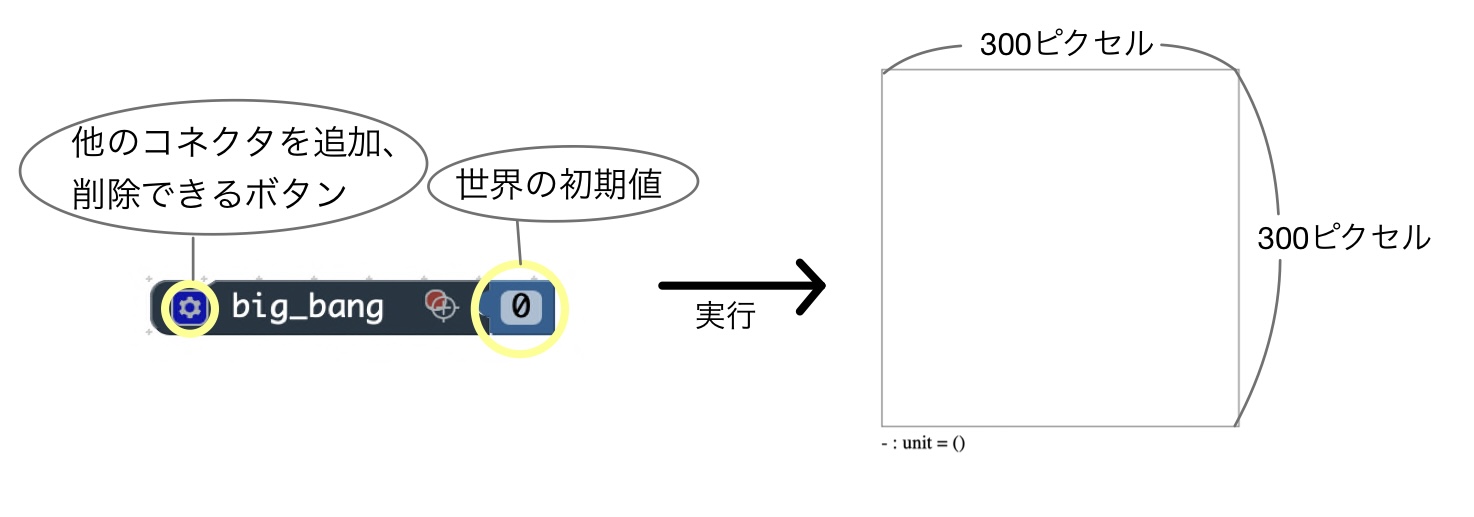 300ピクセル
他のコネクタを追加、
削除できるボタン
世界の初期値
300ピクセル
big_bang
0
実行
- : unit = ()